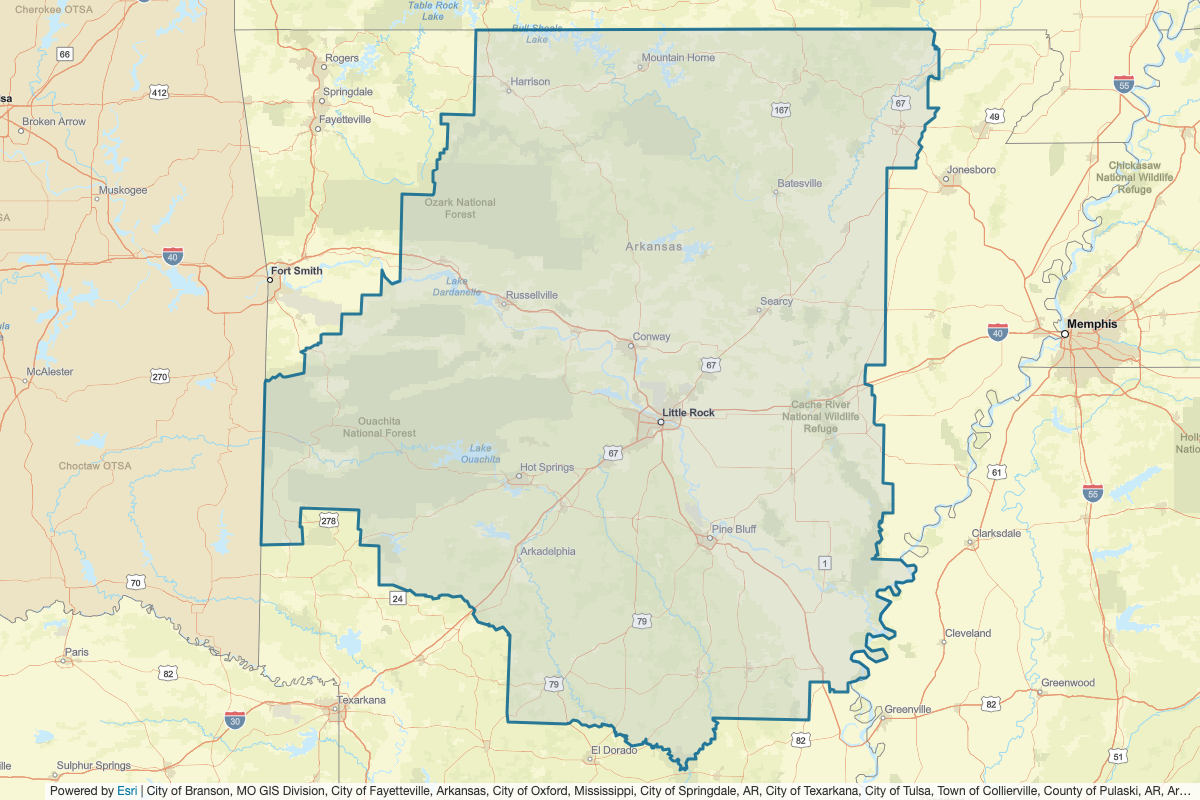 Cherokee OTSA
Table Rock
Lake
Bull Shoals
Lake
66
Rogers
Mountain Home
Harrison
412
Springdale
55
sa
67
167
49
Broken Arrow
Fayetteville
Chickasaw
National Wildlife
Refuge
Jonesboro
Muskogee
Batesville
Ozark National
Forest
SA
Arkansas
40
Fort Smith
Lake
Dardanelle
Russellville
Searcy
Memphis
ula
40
Conway
67
McAlester
270
Little Rock
Cache River
National Wildlife
Refuge
Ouachita
National Forest
Holly
Natio
67
Lake
Ouachita
Choctaw OTSA
Hot Springs
61
55
278
Pine Bluff
Clarksdale
Arkadelphia
1
70
24
79
Cleveland
Paris
82
79
Greenwood
Texarkana
82
Greenville
30
82
El Dorado
51
lle
Sulphur Springs
Powered by Esri | City of Branson, MO GIS Division, City of Fayetteville, Arkansas, City of Oxford, Mississippi, City of Springdale, AR, City of Texarkana, City of Tulsa, Town of Collierville, County of Pulaski, AR, Ar...